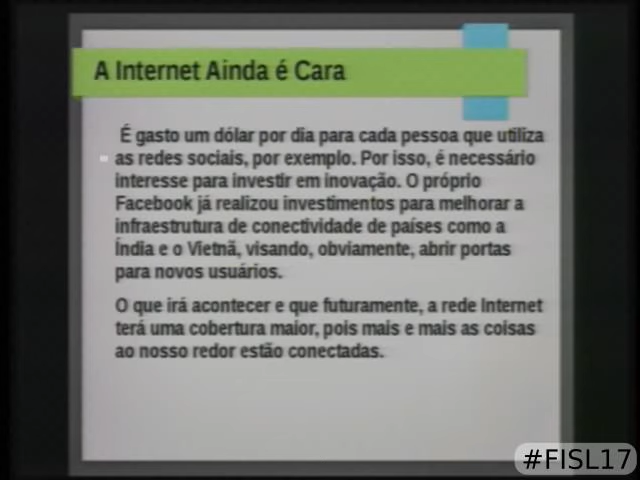 A Internet Ainda é Cara
É gasto um dólar por dia para cada pessoa que utiliza
as redes sociais, por exemplo. Por isso, é necessário
interesse para investir em inovação. O próprio
Facebook já realizou investimentos para melhorar a
infraestrutura de conectividade de países como a
Índia e o Vietnã, visando, obviamente, abrir portas
para novos usuários.
O que irá acontecer e que futuramente, a rede Internet
terá uma cobertura maior, pois mais e mais as coisas
ao nosso redor estão conectadas.
#FISL17